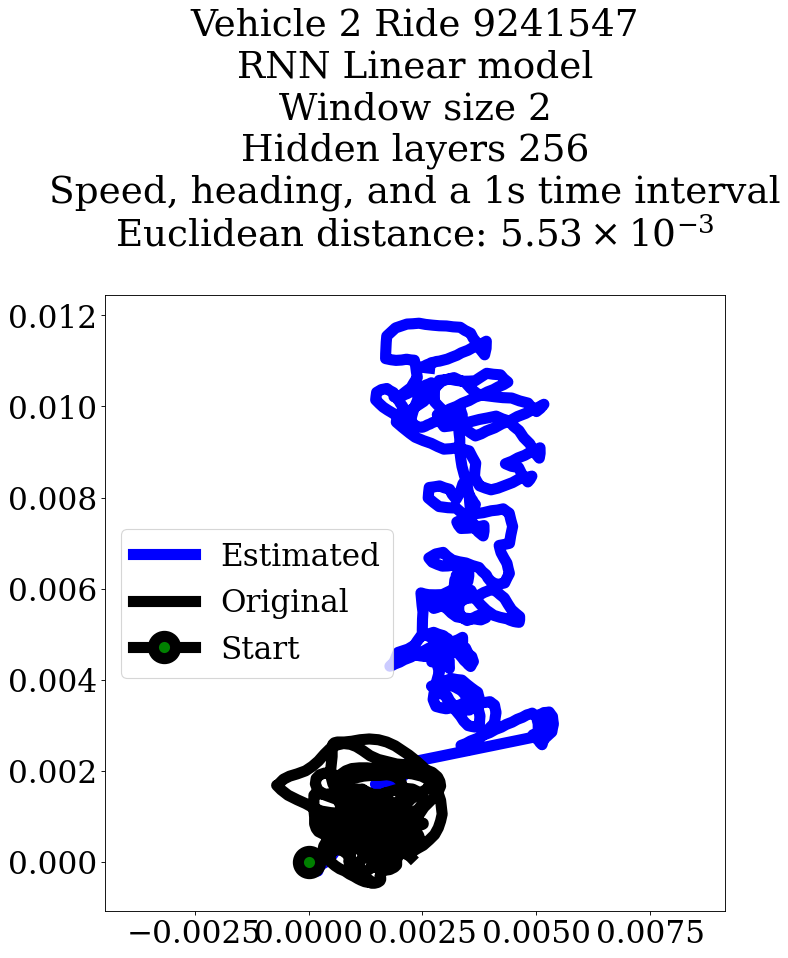 Vehicle 2 Ride 9241547
RNN Linear model
Window size 2
Hidden layers 256
Speed, heading, and a 1s time interval
Euclidean distance: 5.53 × 10⁻³
0.012
0.010
0.008
0.006
0.004
0.002
0.000
Estimated
Original
Start
−0.0025
0.0000
0.0025
0.0050
0.0075